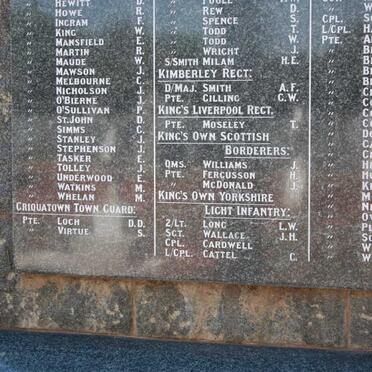 " HEWITT D.
" HOWE R.
" INGRAM F.
" KING W.
" MANSFIELD E.
" MARTIN R.
" MAUDE W.
" MAWSON J.
" MELBOURNE C.
" NICHOLSON J.
" O'BIERNE J.
" O'SULLIVAN P.
" ST.JOHN D.
" SIMMS C.
" STANLEY J.
" STEPHENSON J.
" TASKER E.
" TOLLEY J.
" UNDERWOOD E.
" WATKINS M.
" WHELAN M.
GRIQUATOWN TOWN GUARD:
PTE. LOCH D.D.
" VIRTUE S.
" REW D.
" SPENCE S.
" TODD T.
" TODD W.
" WRIGHT J.
S/SMITH MILAM H.E.
KIMBERLEY REGT:
D/MAJ. SMITH A.F.
PTE. GILLING G.W.
KING'S LIVERPOOL REGT.
PTE. MOSELEY T.
KING'S OWN SCOTTISH
BORDERERS:
QMS. WILLIAMS J.
PTE. FERGUSSON H.
" McDONALD J.
KING'S OWN YORKSHIRE
LIGHT INFANTRY:
2/LT. LONG L.W.
SGT. WALLACE J.H.
CPL. CARDWELL
L/CPL. CATTEL C.
CPL.
L/CPL.
PTE.